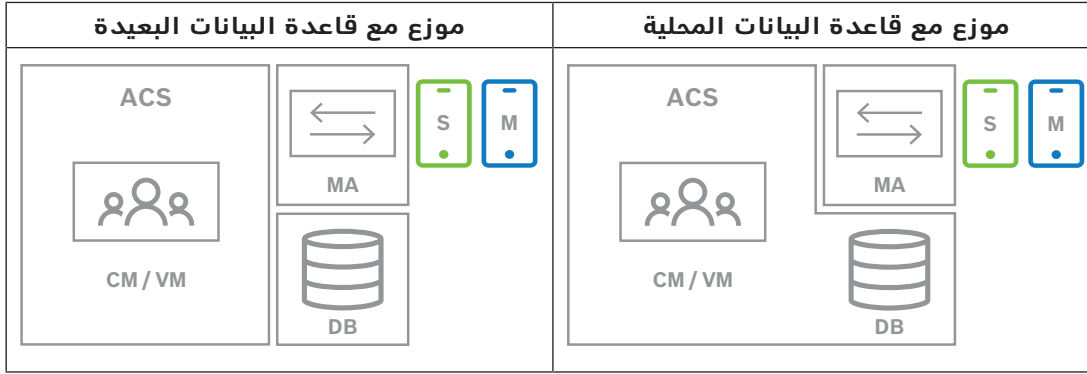 موزع مع قاعدة البيانات المحلية
موزع مع قاعدة البيانات البعيدة
ACS
MA
S
M
CM / VM
DB
ACS
MA
S
M
CM / VM
DB